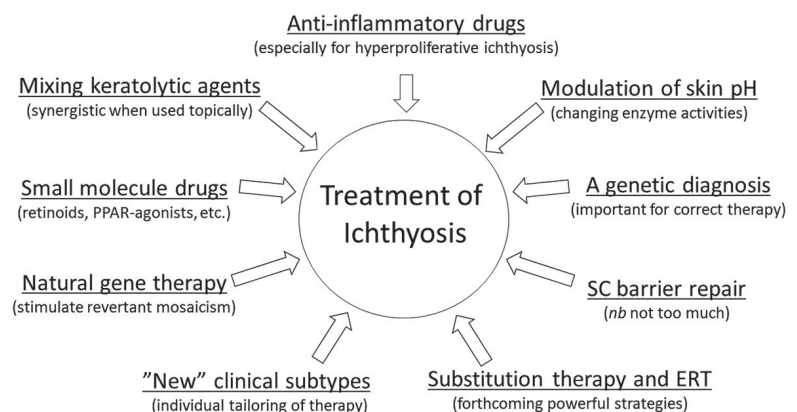 Anti-inflammatory drugs
(especially for hyperproliferative ichthyosis)
Mixing keratolytic agents
(synergistic when used topically)
Modulation of skin pH
(changing enzyme activities)
Small molecule drugs
(retinoids, PPAR-agonists, etc.)
Treatment of
Ichthyosis
A genetic diagnosis
(important for correct therapy)
Natural gene therapy
(stimulate revertant mosaicism)
SC barrier repair
(nb not too much)
”New” clinical subtypes
(individual tailoring of therapy)
Substitution therapy and ERT
(forthcoming powerful strategies)